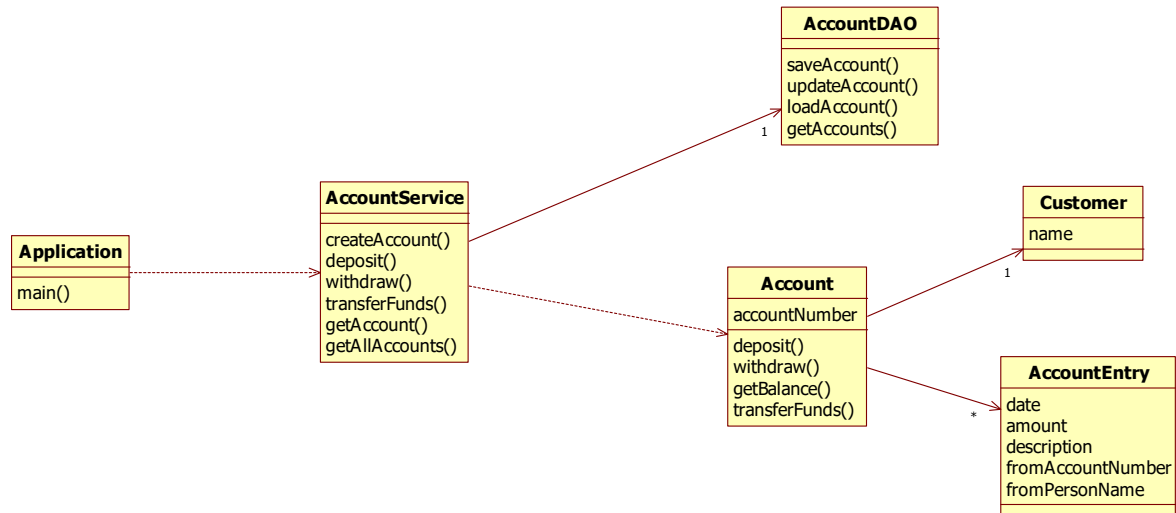 AccountDAO
saveAccount()
updateAccount()
loadAccount()
getAccounts()
1
AccountService
createAccount()
deposit()
withdraw()
transferFunds()
getAccount()
getAllAccounts()
Application
main()
Customer
name
1
Account
accountNumber
deposit()
withdraw()
getBalance()
transferFunds()
*
AccountEntry
date
amount
description
fromAccountNumber
fromPersonName